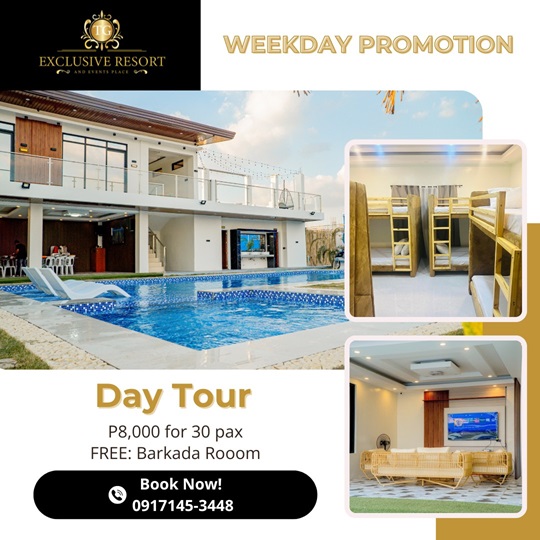 TG
EXCLUSIVE RESORT
AND EVENTS PLACE
WEEKDAY PROMOTION
Day Tour
P8,000 for 30 pax
FREE: Barkada Rooom
Book Now!
0917145-3448